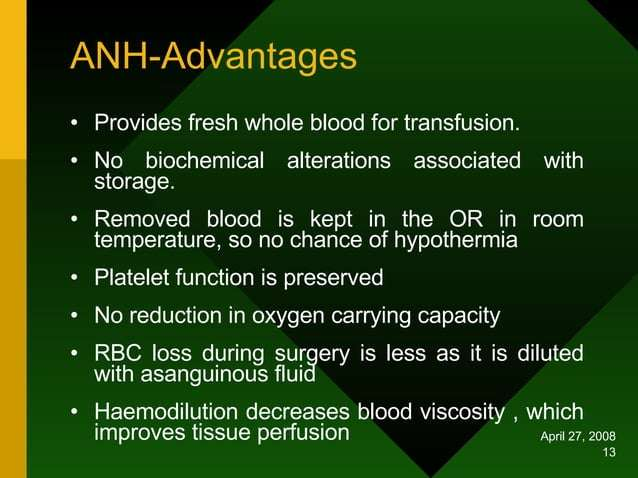 ANH-Advantages
• Provides fresh whole blood for transfusion.
• No biochemical alterations associated with
storage.
• Removed blood is kept in the OR in room
temperature, so no chance of hypothermia
• Platelet function is preserved
• No reduction in oxygen carrying capacity
• RBC loss during surgery is less as it is diluted
with asanguinous fluid
• Haemodilution decreases blood viscosity , which
improves tissue perfusion
April 27, 2008
13